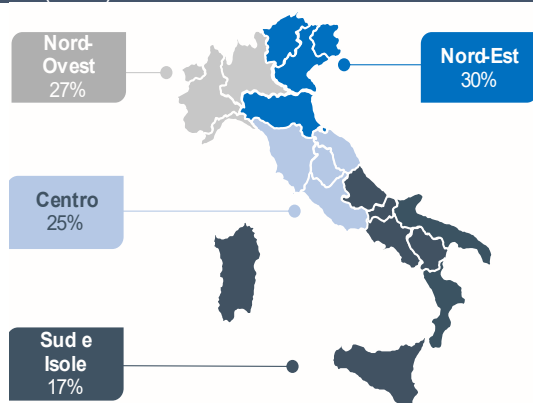 Nord-
Ovest
27%
Nord-Est
30%
Centro
25%
Sud e
Isole
17%